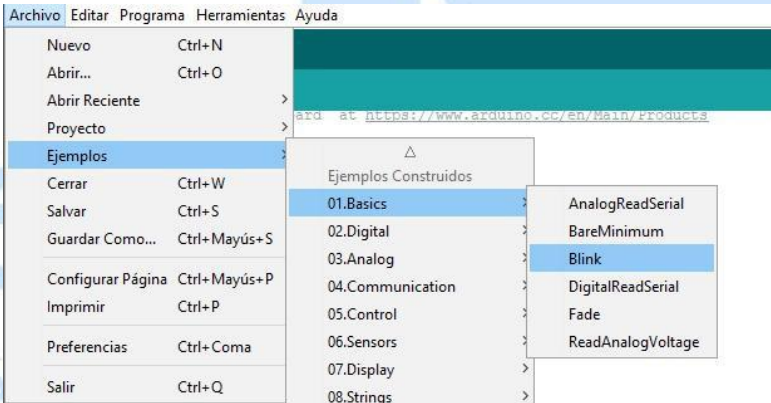 Archivo Editar Programa Herramientas Ayuda
Nuevo Ctrl+N
Abrir... Ctrl+O
Abrir Reciente >
Proyecto >
Ejemplos >
Cerrar Ctrl+W
Salvar Ctrl+S
Guardar Como... Ctrl+Mayús+S
Configurar Página Ctrl+Mayús+P
Imprimir Ctrl+P
Preferencias Ctrl+Coma
Salir Ctrl+Q
ard at https://www.arduino.cc/en/Main/Products
△
Ejemplos Construidos
01.Basics >
02.Digital >
03.Analog >
04.Communication >
05.Control >
06.Sensors >
07.Display >
08.Strings >
AnalogReadSerial
BareMinimum
Blink
DigitalReadSerial
Fade
ReadAnalogVoltage